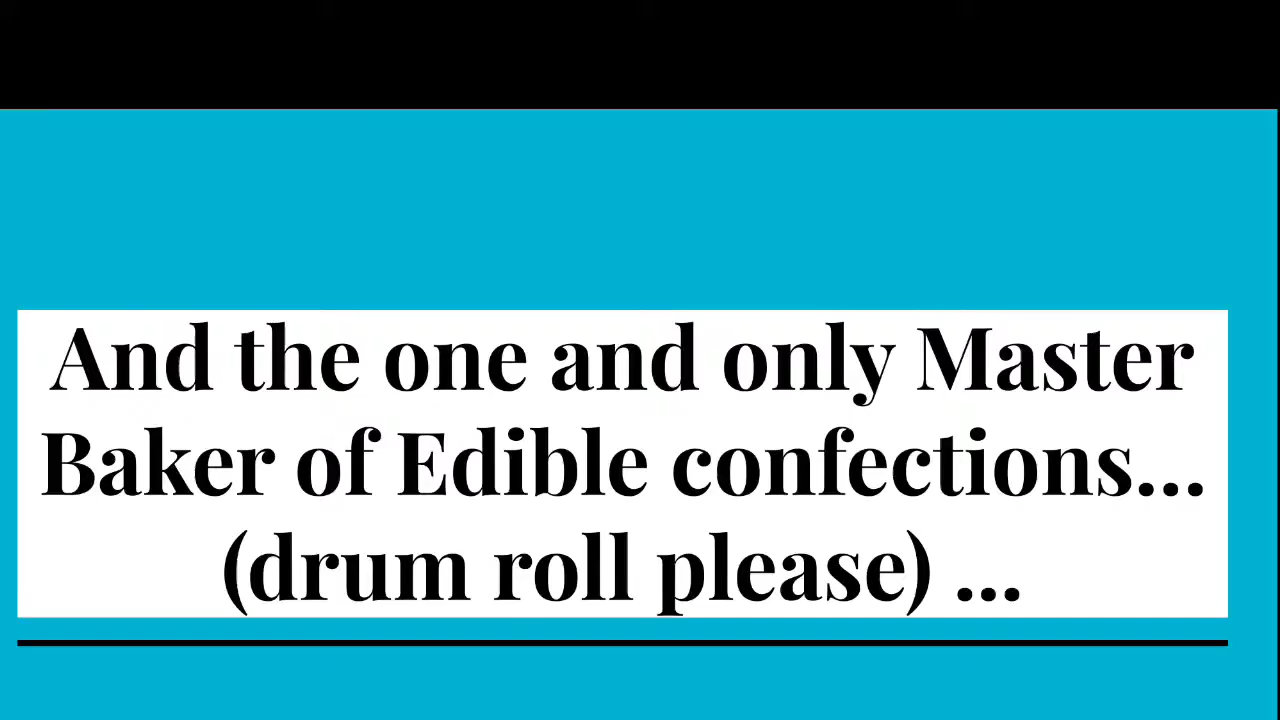 And the one and only Master
Baker of Edible confections...
(drum roll please) ...